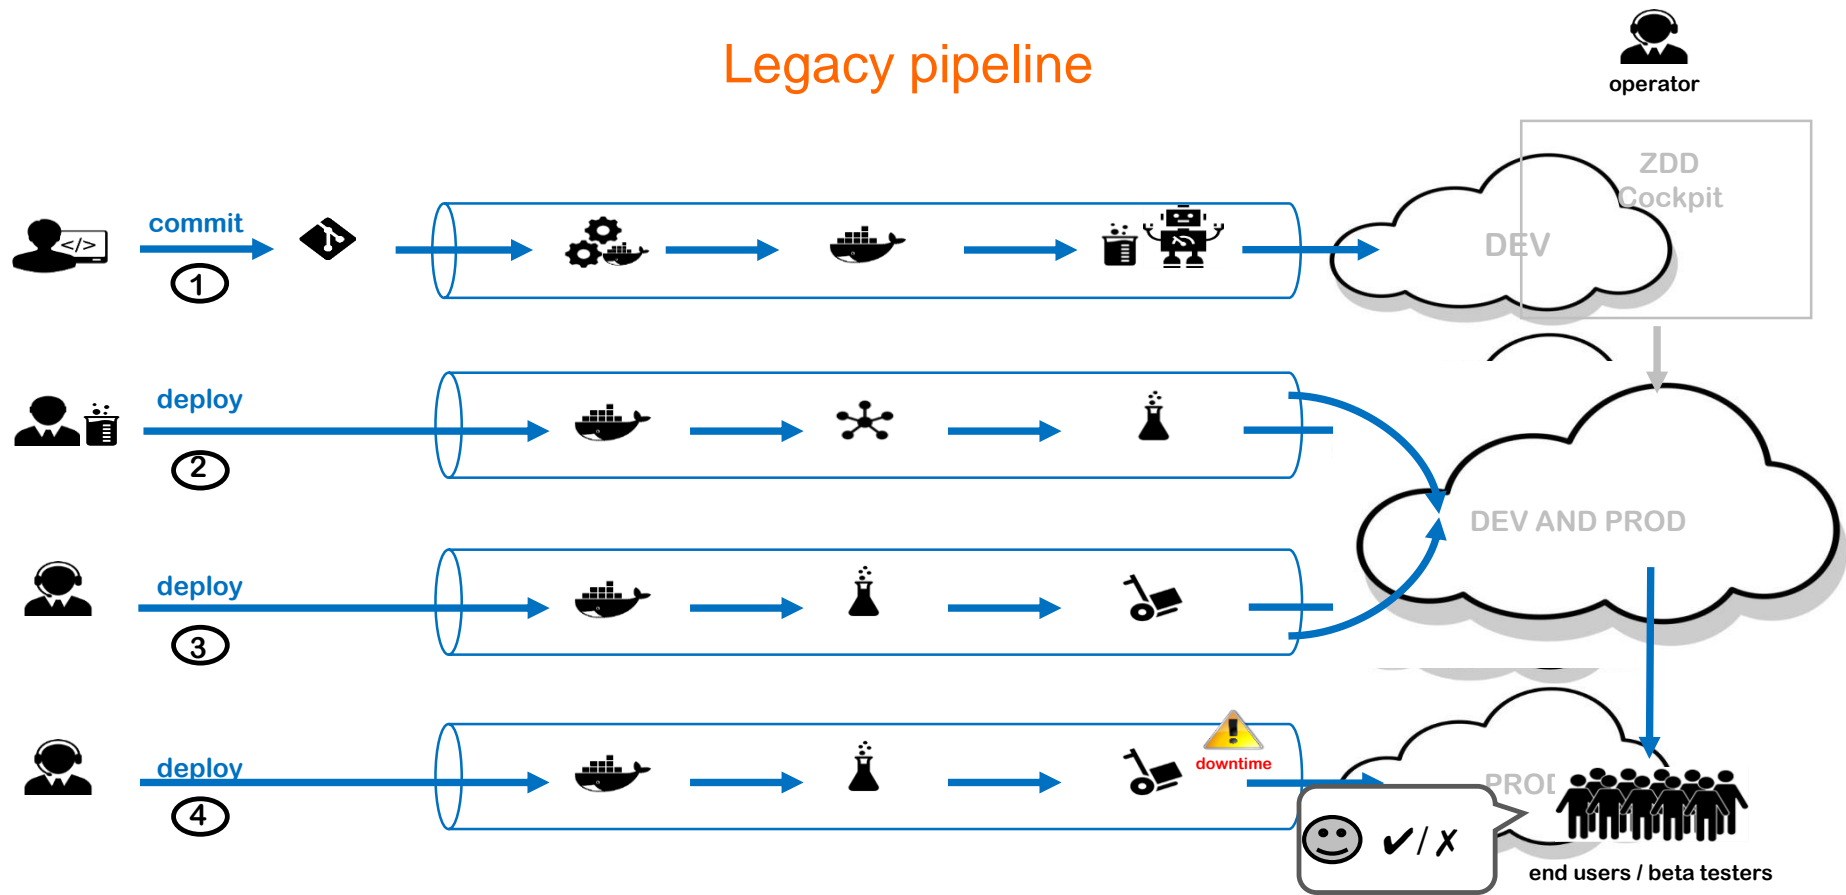 Legacy pipeline
operator
ZDD
Cockpit
commit
</>
DEV
1
deploy
2
DEV AND PROD
deploy
3
deploy
downtime
4
PROD
✔/✗
end users / beta testers